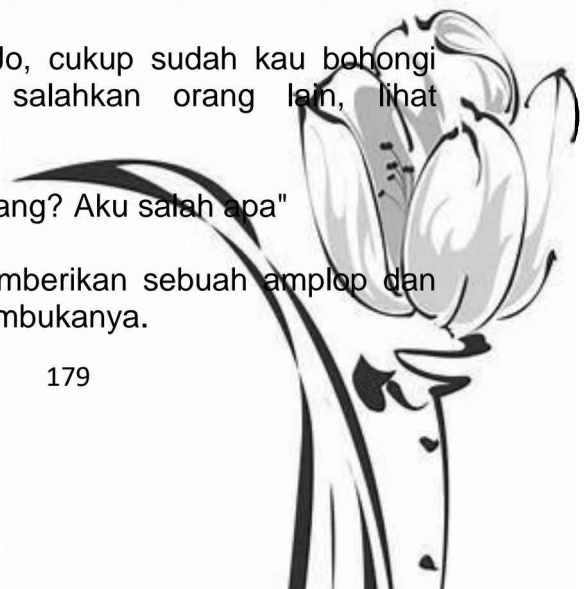 Jo, cukup sudah kau bohongi
salahkan orang lain, lihat
ang? Aku salah apa"
mberikan sebuah amplop dan
mbukanya.
179